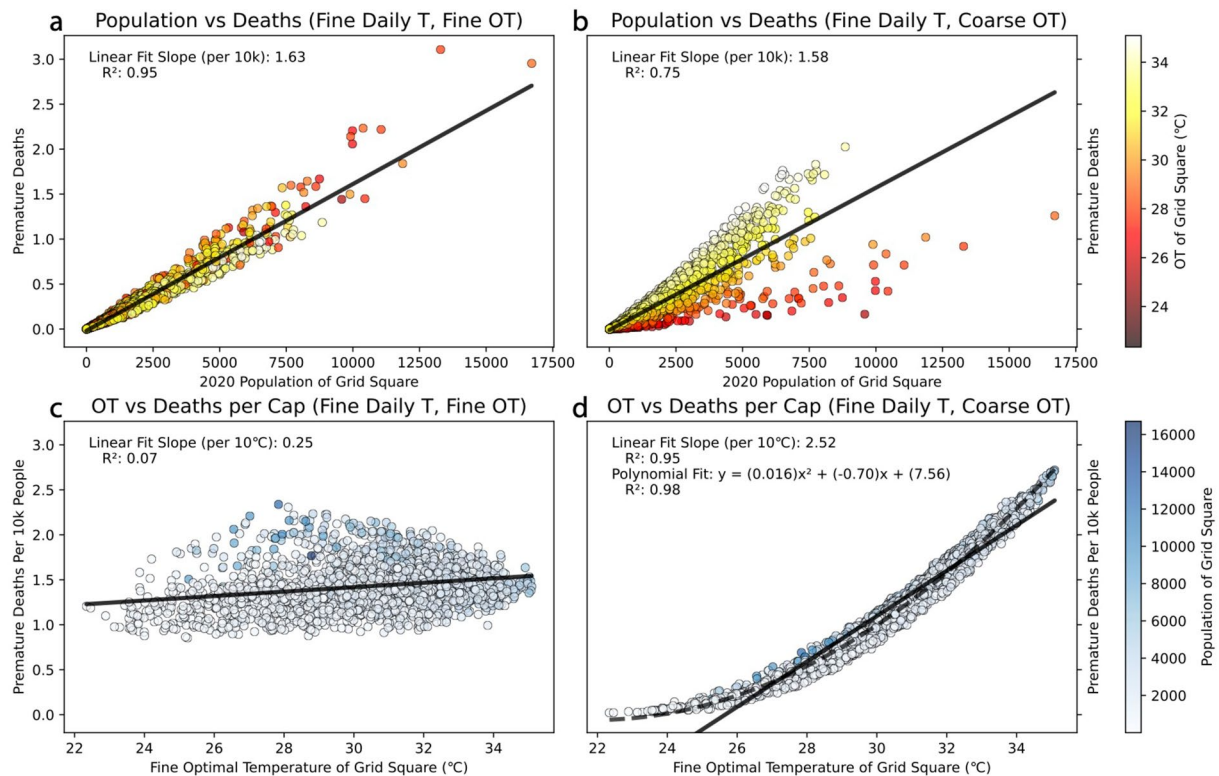 a Population vs Deaths (Fine Daily T, Fine OT)
Linear Fit Slope (per 10k): 1.63
R²: 0.95
3.0
2.5
2.0
1.5
1.0
0.5
0.0
Premature Deaths
0 2500 5000 7500 10000 12500 15000 17500
2020 Population of Grid Square
b Population vs Deaths (Fine Daily T, Coarse OT)
Linear Fit Slope (per 10k): 1.58
R²: 0.75
Premature Deaths
0 2500 5000 7500 10000 12500 15000 17500
2020 Population of Grid Square
34
32
30
28
26
24
OT of Grid Square (℃)
c OT vs Deaths per Cap (Fine Daily T, Fine OT)
Linear Fit Slope (per 10℃): 0.25
R²: 0.07
3.0
2.5
2.0
1.5
1.0
0.5
0.0
Premature Deaths Per 10k People
22 24 26 28 30 32 34
Fine Optimal Temperature of Grid Square (℃)
d OT vs Deaths per Cap (Fine Daily T, Coarse OT)
Linear Fit Slope (per 10℃): 2.52
R²: 0.95
Polynomial Fit: y = (0.016)x² + (-0.70)x + (7.56)
R²: 0.98
Premature Deaths Per 10k People
22 24 26 28 30 32 34
Fine Optimal Temperature of Grid Square (℃)
16000
14000
12000
10000
8000
6000
4000
2000
Population of Grid Square